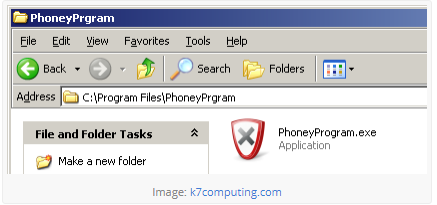 PhoneyPrgram
File Edit View Favorites Tools Help
Back Search Folders
Address C:\Program Files\PhoneyPrgram
File and Folder Tasks
Make a new folder
PhoneyProgram.exe
Application
Image: k7computing.com